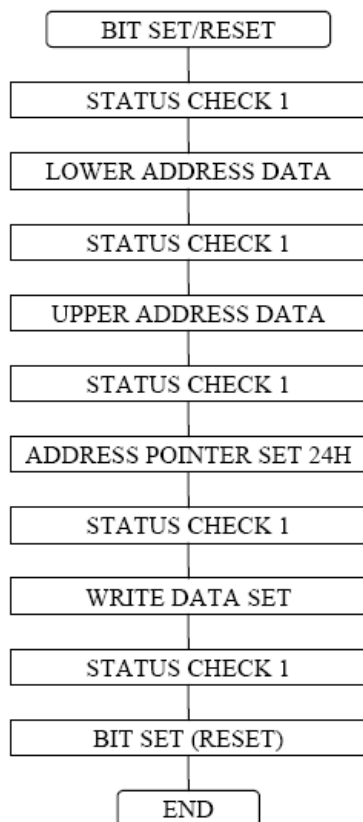 BIT SET/RESET
STATUS CHECK 1
LOWER ADDRESS DATA
STATUS CHECK 1
UPPER ADDRESS DATA
STATUS CHECK 1
ADDRESS POINTER SET 24H
STATUS CHECK 1
WRITE DATA SET
STATUS CHECK 1
BIT SET (RESET)
END